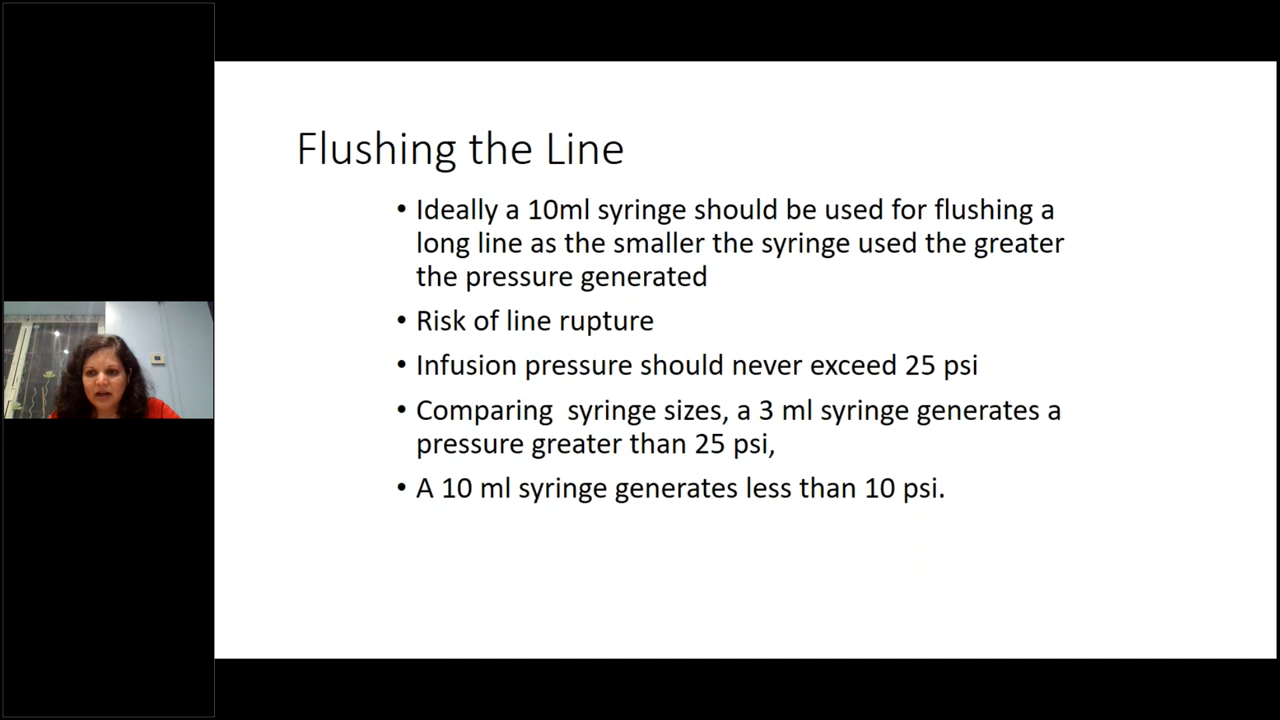 Flushing the Line
• Ideally a 10ml syringe should be used for flushing a
long line as the smaller the syringe used the greater
the pressure generated
• Risk of line rupture
• Infusion pressure should never exceed 25 psi
• Comparing  syringe sizes, a 3 ml syringe generates a
pressure greater than 25 psi,
• A 10 ml syringe generates less than 10 psi.